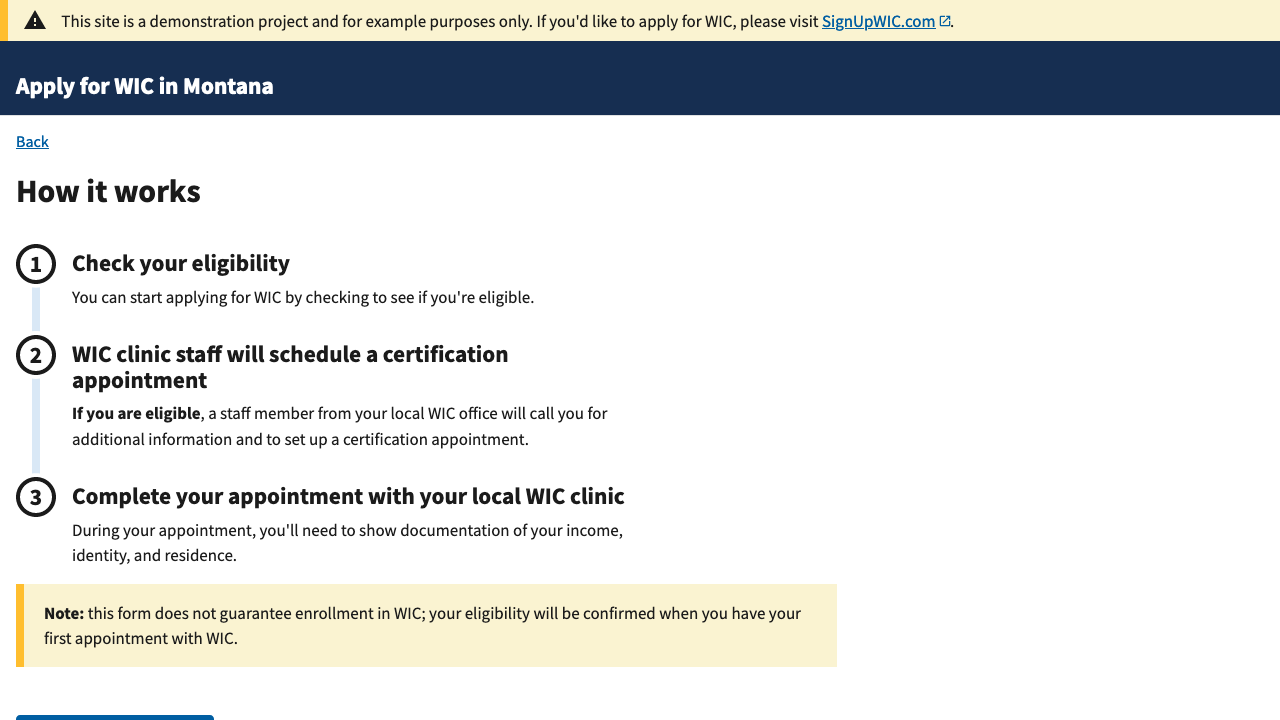 This site is a demonstration project and for example purposes only. If you'd like to apply for WIC, please visit SignUpWIC.com.
Apply for WIC in Montana
Back
How it works
1
Check your eligibility
You can start applying for WIC by checking to see if you're eligible.
2
WIC clinic staff will schedule a certification
appointment
If you are eligible, a staff member from your local WIC office will call you for
additional information and to set up a certification appointment.
3
Complete your appointment with your local WIC clinic
During your appointment, you'll need to show documentation of your income,
identity, and residence.
Note: this form does not guarantee enrollment in WIC; your eligibility will be confirmed when you have your
first appointment with WIC.